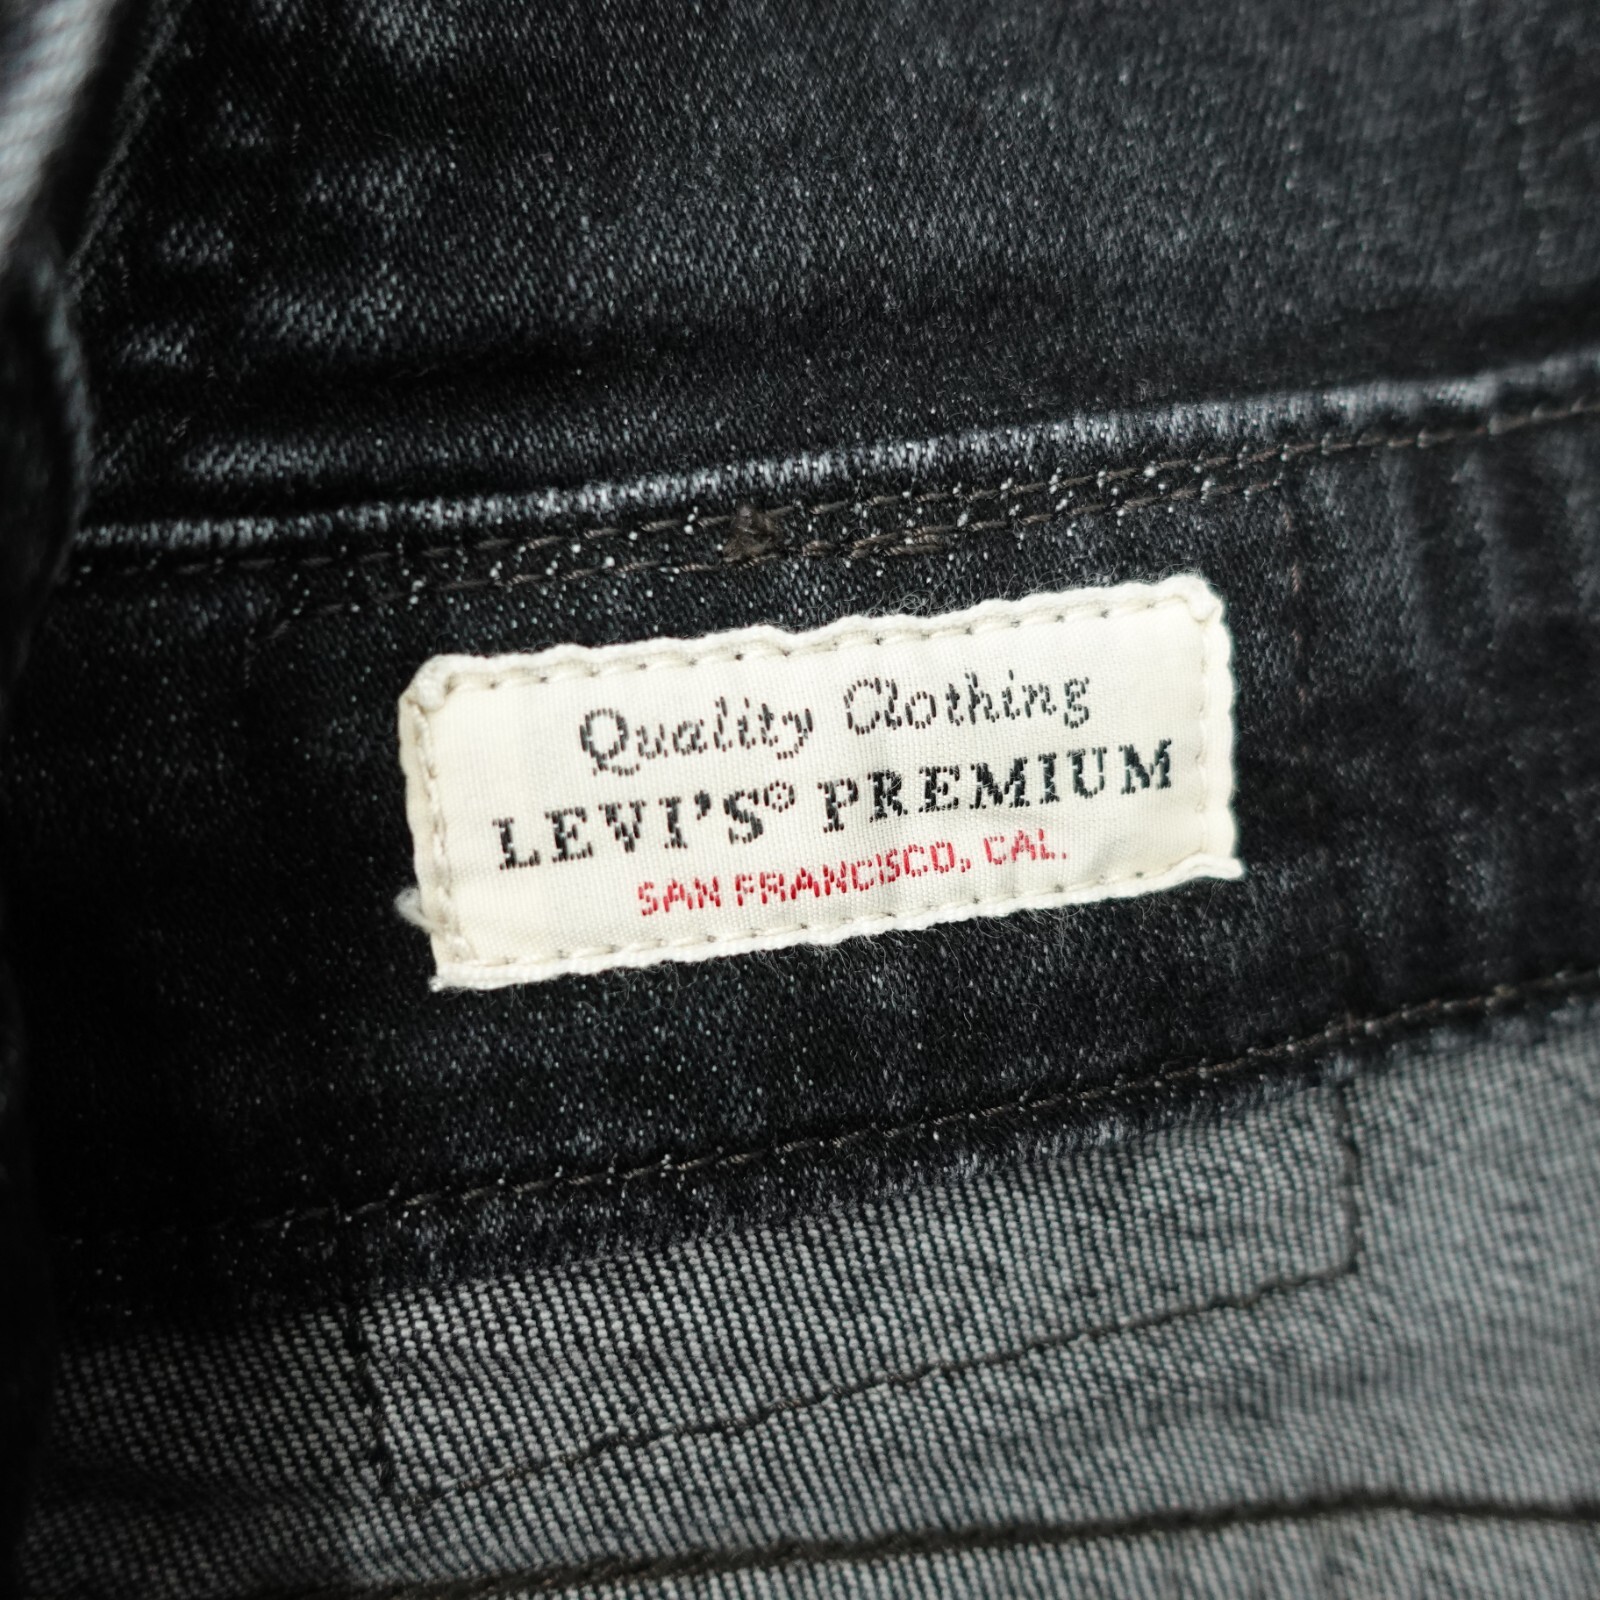 Quality Clothing
LEVI'S® PREMIUM
SAN FRANCISCO, CAL.